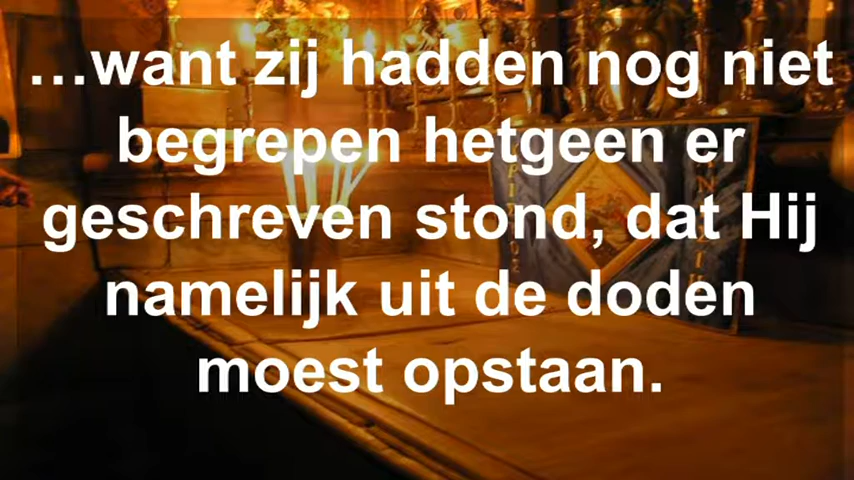 …want zij hadden nog niet
begrepen hetgeen er
geschreven stond, dat Hij
namelijk uit de doden
moest opstaan.